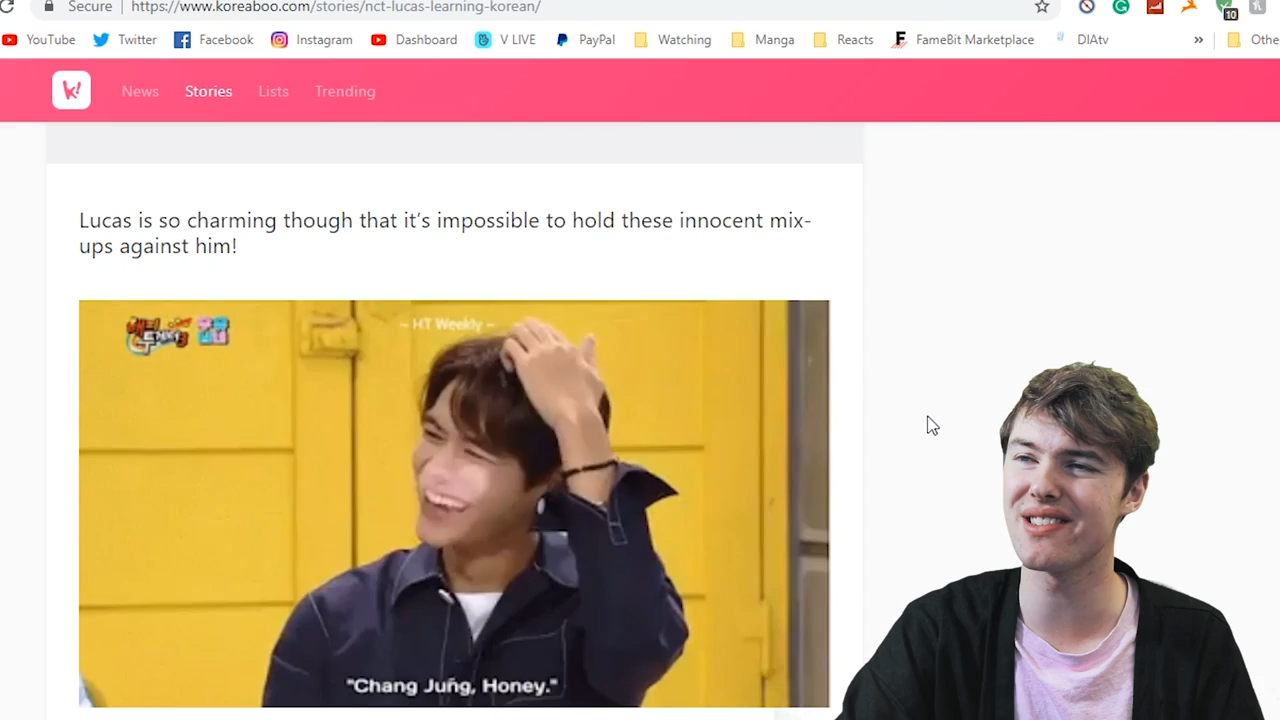 Secure
https://www.koreaboo.com/stories/nct-lucas-learning-korean/
10
YouTube
Twitter
Facebook
Instagram
Dashboard
V LIVE
PayPal
Watching
Manga
Reacts
FameBit Marketplace
DIAtv
»
Othe
k!
News
Stories
Lists
Trending
Lucas is so charming though that it’s impossible to hold these innocent mix-
ups against him!
~ HT Weekly ~
"Chang Jung, Honey."